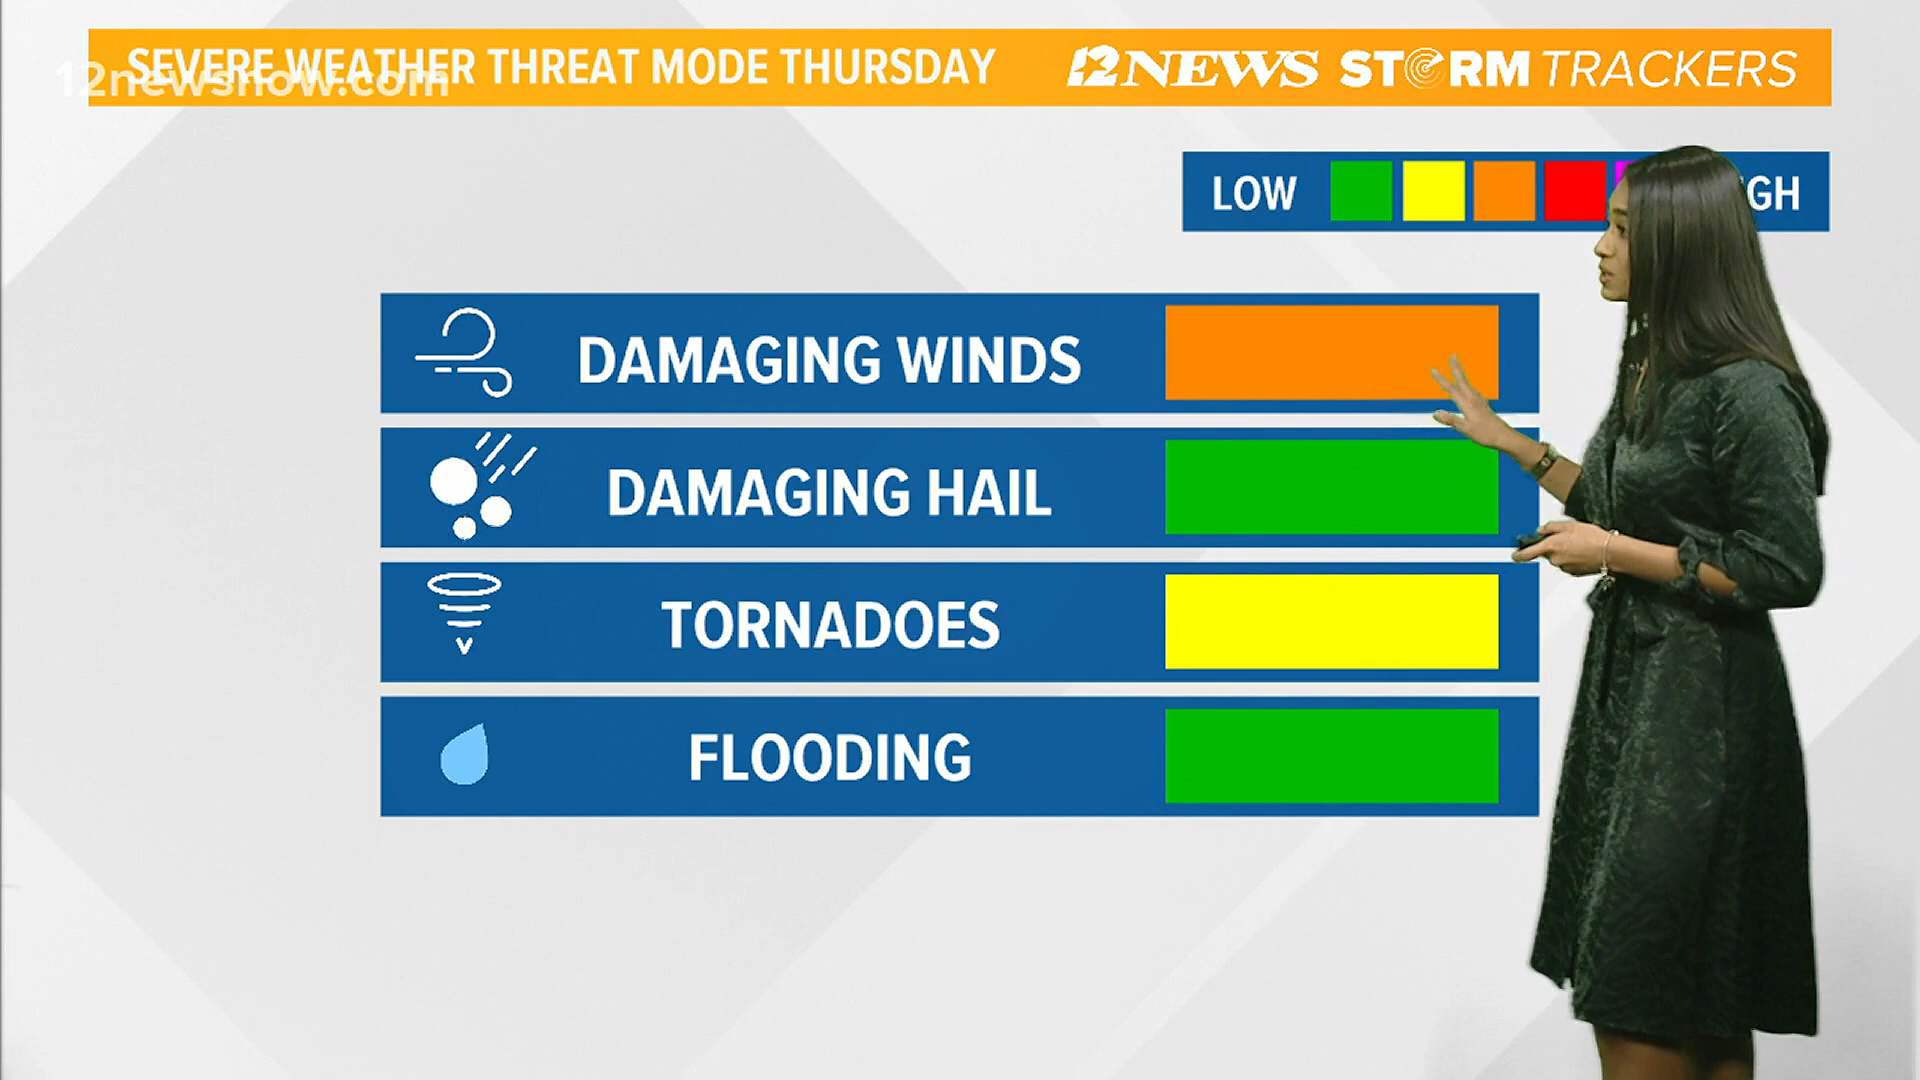 SEVERE WEATHER THREAT MODE THURSDAY
12newsnow.com
12NEWS STORM TRACKERS
LOW GH
DAMAGING WINDS
DAMAGING HAIL
TORNADOES
FLOODING